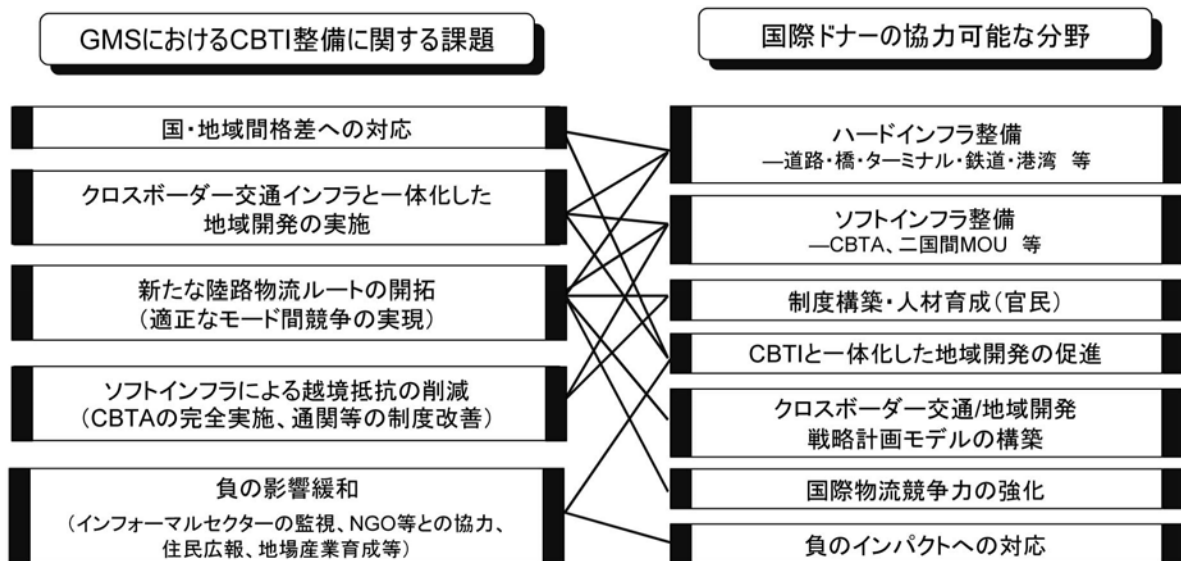 GMSにおけるCBTI整備に関する課題
国・地域間格差への対応
クロスボーダー交通インフラと一体化した
地域開発の実施
新たな陸路物流ルートの開拓
（適正なモード間競争の実現）
ソフトインフラによる越境抵抗の削減
（CBTAの完全実施、通関等の制度改善）
負の影響緩和
（インフォーマルセクターの監視、NGO等との協力、
住民広報、地場産業育成等）
国際ドナーの協力可能な分野
ハードインフラ整備
―道路・橋・ターミナル・鉄道・港湾 等
ソフトインフラ整備
―CBTA、二国間MOU 等
制度構築・人材育成（官民）
CBTIと一体化した地域開発の促進
クロスボーダー交通/地域開発
戦略計画モデルの構築
国際物流競争力の強化
負のインパクトへの対応